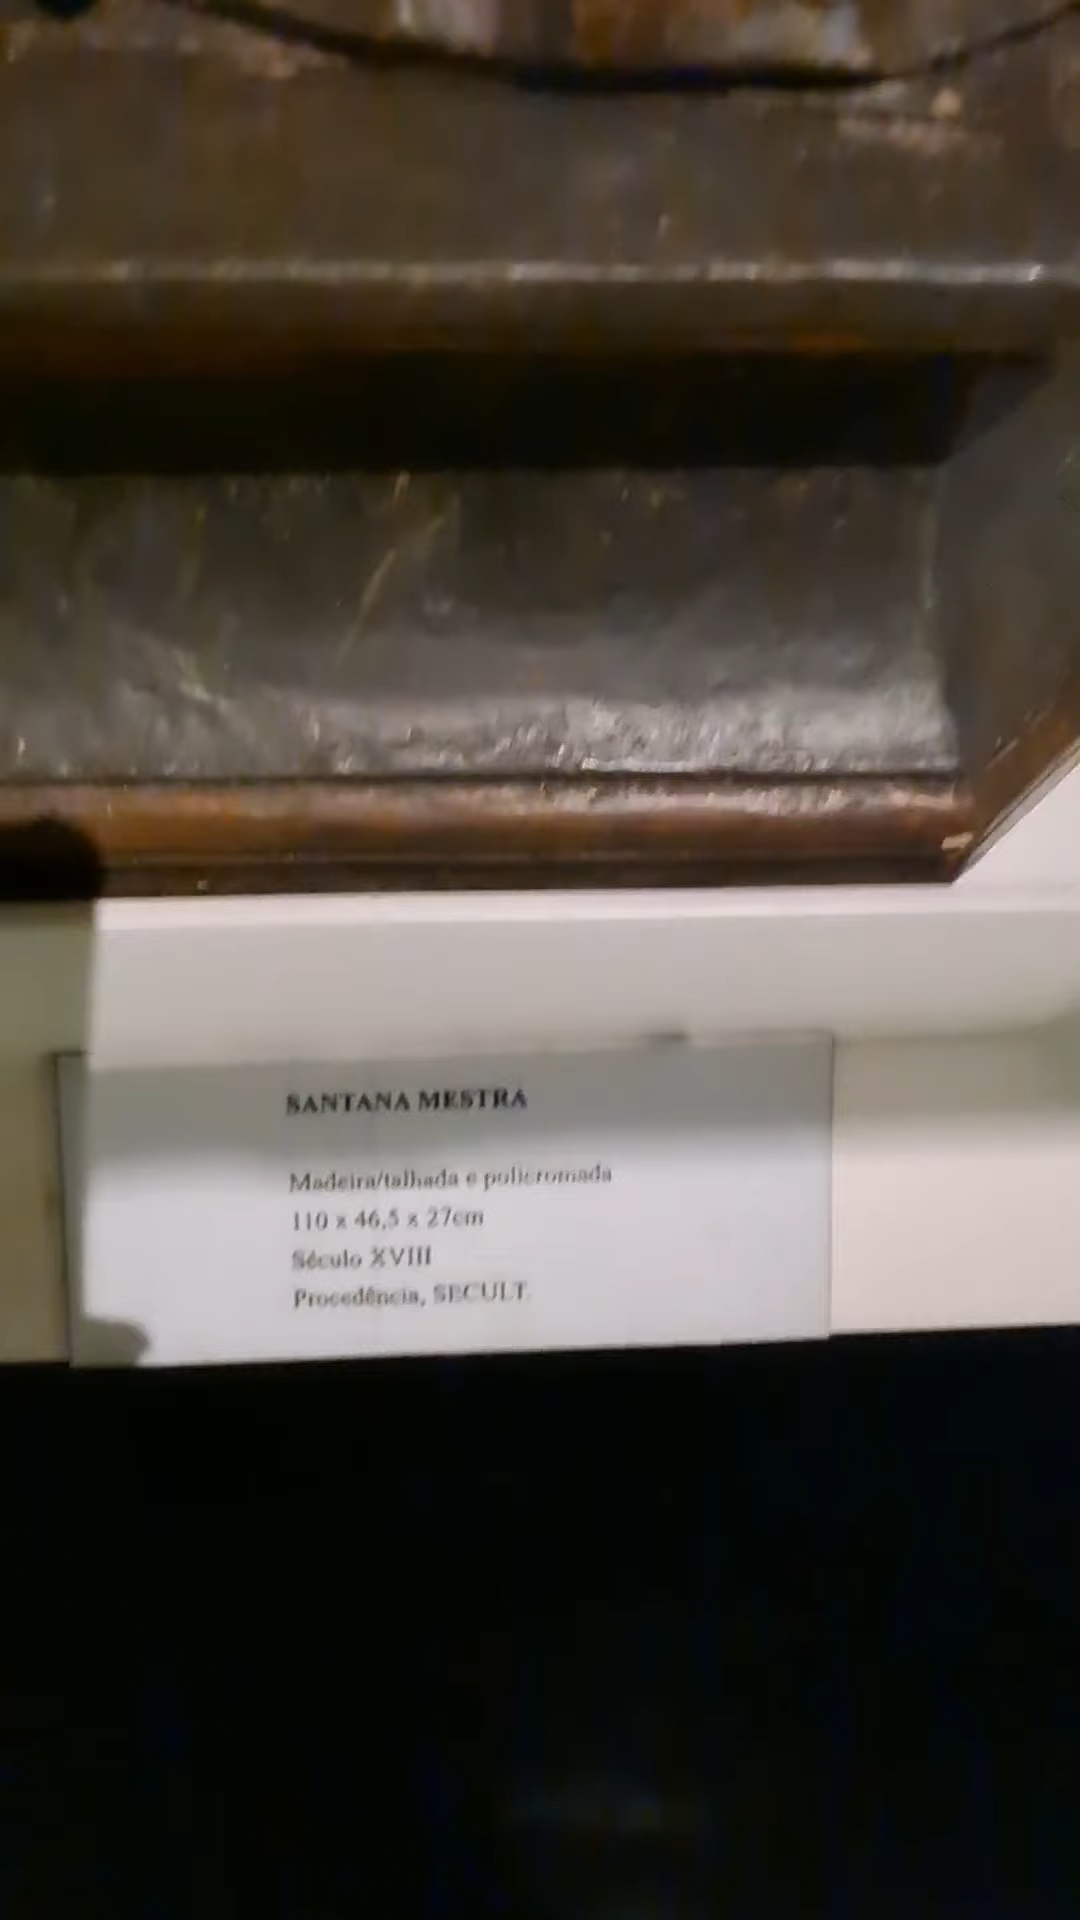 SANTANA MESTRA
Madeira/talhada e policromada
110 x 46,5 x 27cm
Século XVIII
Procedência, SECULT.